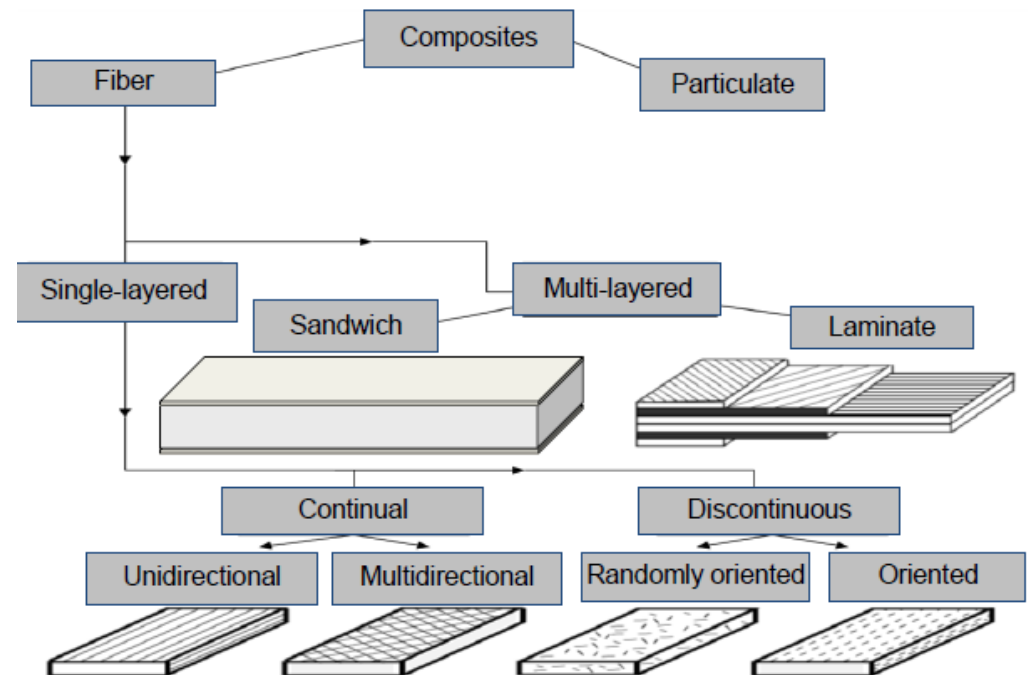 Composites
Fiber
Particulate
Single-layered
Multi-layered
Sandwich
Laminate
Continual
Discontinuous
Unidirectional
Multidirectional
Randomly oriented
Oriented